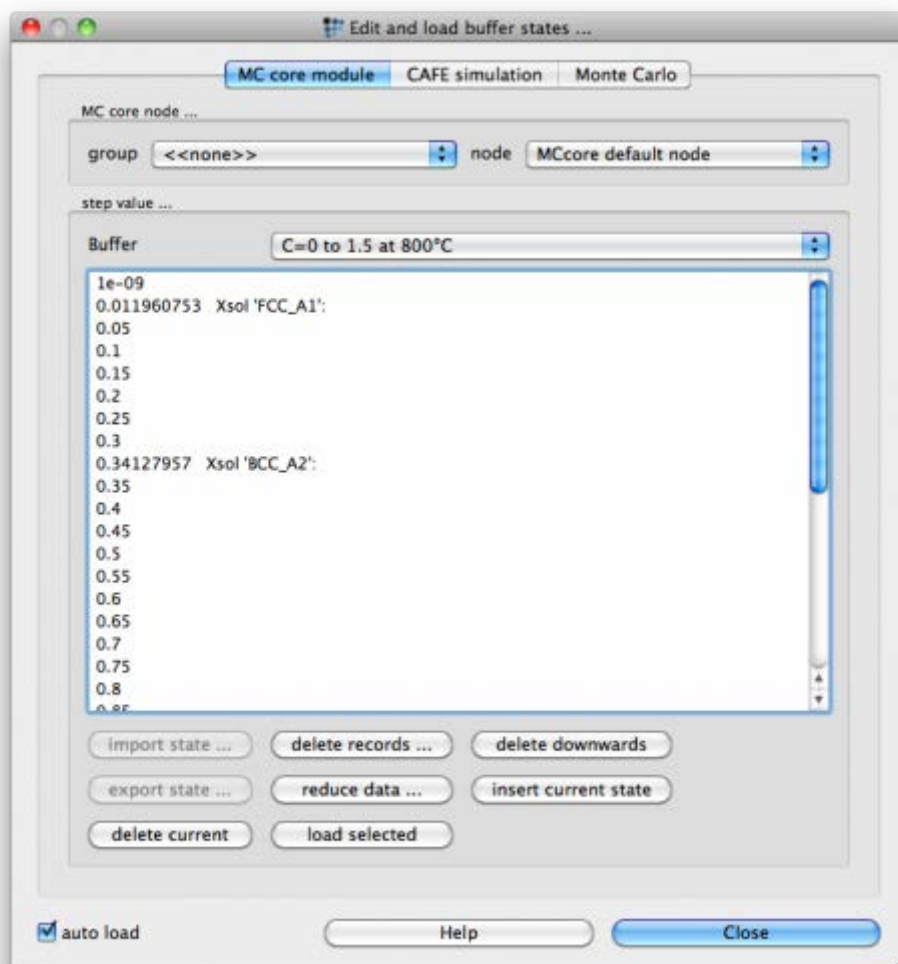 Edit and load buffer states ...
MC core module CAFE simulation Monte Carlo
MC core node ...
group <<none>> node MCcore default node
step value ...
Buffer C=0 to 1.5 at 800°C
1e-09
0.011960753 Xsol 'FCC_A1':
0.05
0.1
0.15
0.2
0.25
0.3
0.34127957 Xsol 'BCC_A2':
0.35
0.4
0.45
0.5
0.55
0.6
0.65
0.7
0.75
0.8
0.85
import state ... delete records ... delete downwards
export state ... reduce data ... insert current state
delete current load selected
auto load Help Close